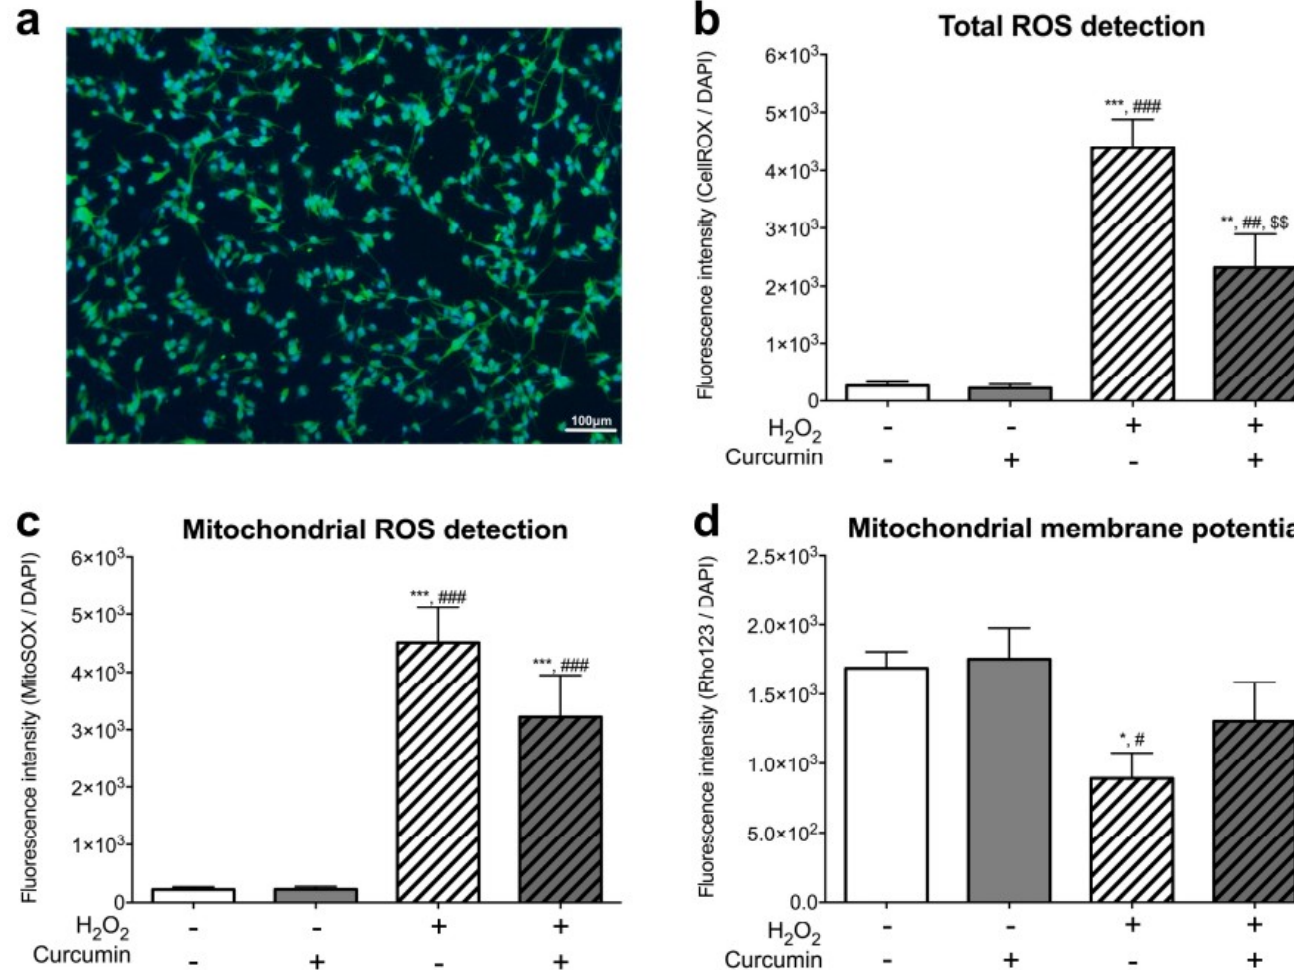 a
100µm
b
Total ROS detection
Fluorescence intensity (CellROX / DAPI)
6×10³
5×10³
4×10³
3×10³
2×10³
1×10³
0
***, ###
**, ##, $$
H₂O₂ - - + +
Curcumin - + - +
c
Mitochondrial ROS detection
Fluorescence intensity (MitoSOX / DAPI)
6×10³
5×10³
4×10³
3×10³
2×10³
1×10³
0
***, ###
***, ###
H₂O₂ - - + +
Curcumin - + - +
d
Mitochondrial membrane potentia
Fluorescence intensity (Rho123 / DAPI)
2.5×10³
2.0×10³
1.5×10³
1.0×10³
5.0×10²
0.0
*, #
H₂O₂ - - + +
Curcumin - + - +